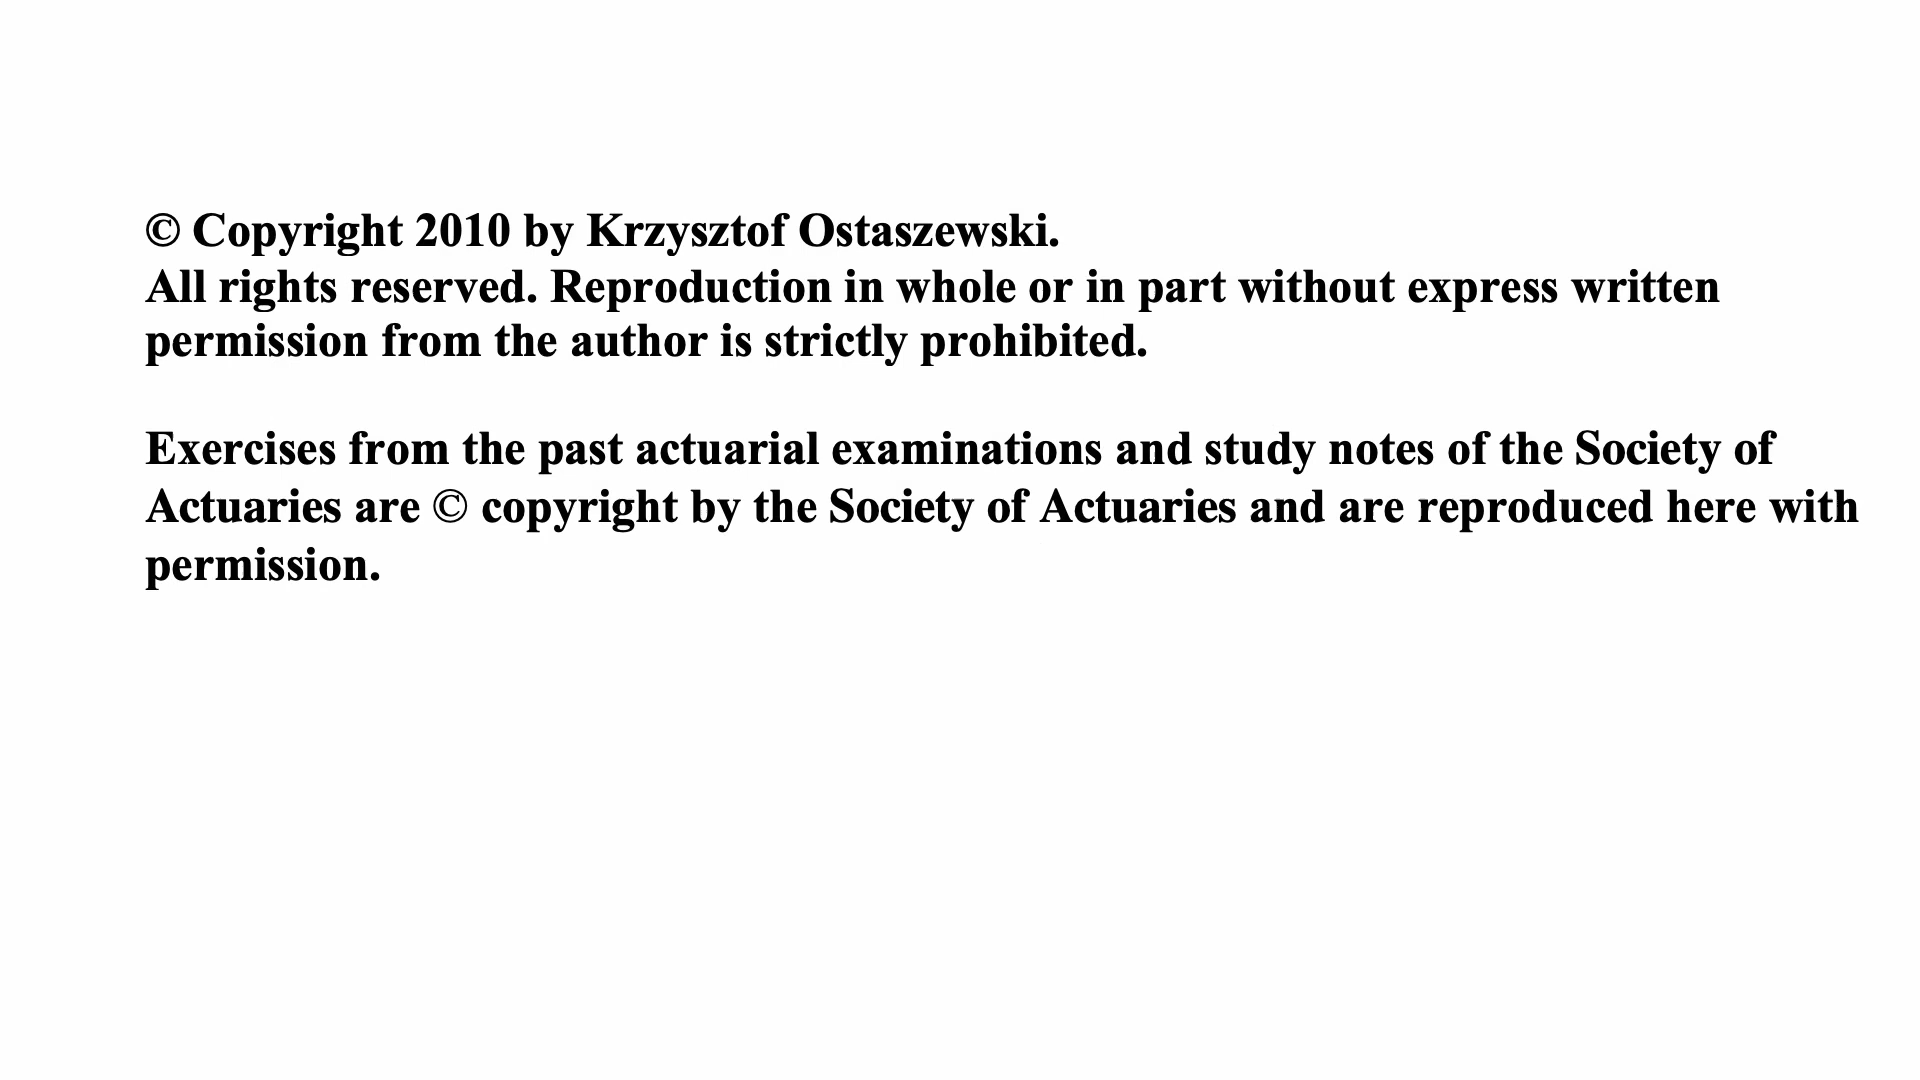 © Copyright 2010 by Krzysztof Ostaszewski.
All rights reserved. Reproduction in whole or in part without express written
permission from the author is strictly prohibited.
Exercises from the past actuarial examinations and study notes of the Society of
Actuaries are © copyright by the Society of Actuaries and are reproduced here with
permission.